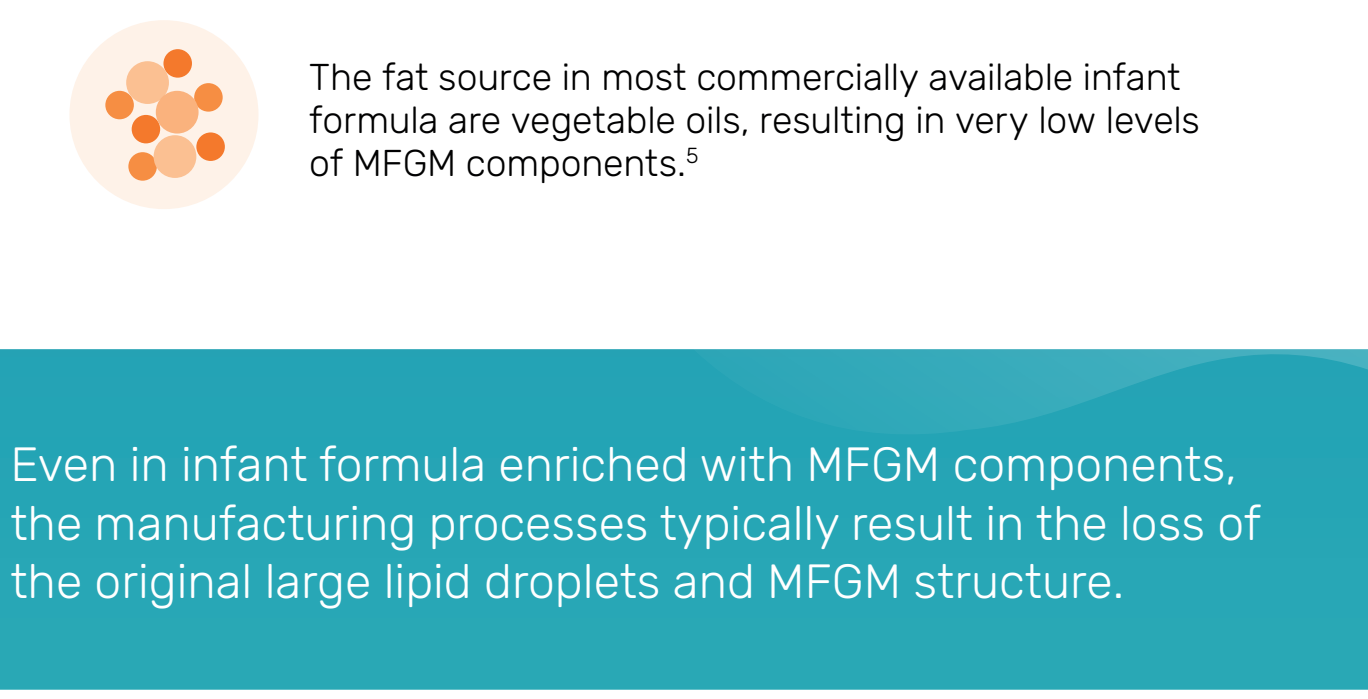 The fat source in most commercially available infant
formula are vegetable oils, resulting in very low levels
of MFGM components.⁵
Even in infant formula enriched with MFGM components,
the manufacturing processes typically result in the loss of
the original large lipid droplets and MFGM structure.